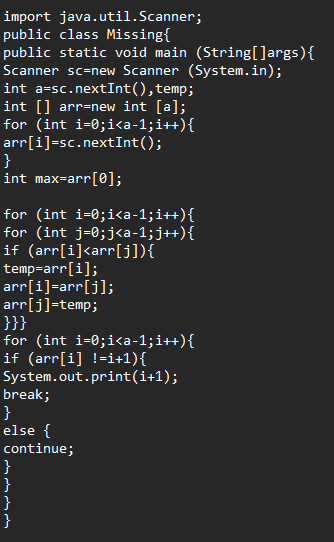 import java.util.Scanner;
public class Missing{
public static void main (String[]args){
Scanner sc=new Scanner (System.in);
int a=sc.nextInt(),temp;
int [] arr=new int [a];
for (int i=0;i<a-1;i++){
arr[i]=sc.nextInt();
}
int max=arr[0];

for (int i=0;i<a-1;i++){
for (int j=0;j<a-1;j++){
if (arr[i]<arr[j]){
temp=arr[i];
arr[i]=arr[j];
arr[j]=temp;
}}}
for (int i=0;i<a-1;i++){
if (arr[i] !=i+1){
System.out.print(i+1);
break;
}
else {
continue;
}
}
}
}